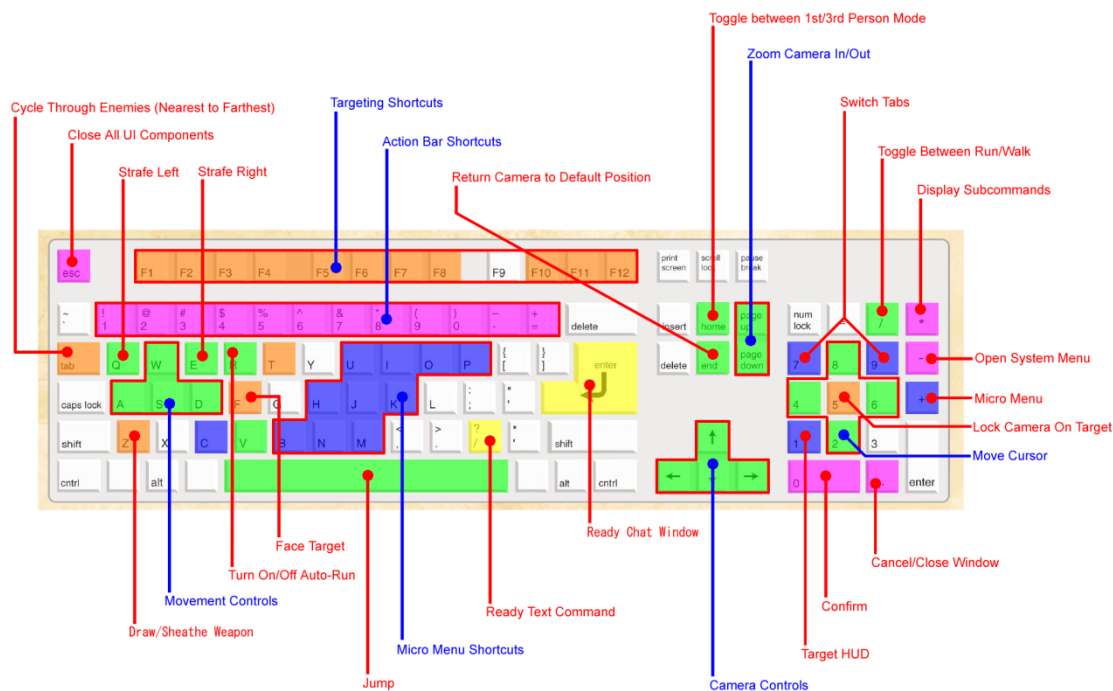 Toggle between 1st/3rd Person Mode
Zoom Camera In/Out
Cycle Through Enemies (Nearest to Farthest)
Targeting Shortcuts
Switch Tabs
Close All UI Components
Action Bar Shortcuts
Toggle Between Run/Walk
Strafe Left
Strafe Right
Return Camera to Default Position
Display Subcommands
esc F1 F2 F3 F4 F5 F6 F7 F8 F9 F10 F11 F12
print screen scroll lock pause break
~ ! @ # $ % ^ & * ( ) – +
` 1 2 3 4 5 6 7 8 9 0 - = delete
insert home page up num lock = / *
tab Q W E R T Y U I O P { [ } ] enter
delete end page down 7 8 9 -
Open System Menu
caps lock A S D F G H J K L : ; " '
4 5 6 +
Micro Menu
Lock Camera On Target
shift Z X C V B N M < , > . ? / " ' shift
↑ 1 2 3
Move Cursor
cntrl alt alt cntrl
← ↓ → 0 . enter
Ready Chat Window
Face Target
Cancel/Close Window
Turn On/Off Auto-Run
Movement Controls
Ready Text Command
Confirm
Draw/Sheathe Weapon
Micro Menu Shortcuts
Target HUD
Jump
Camera Controls